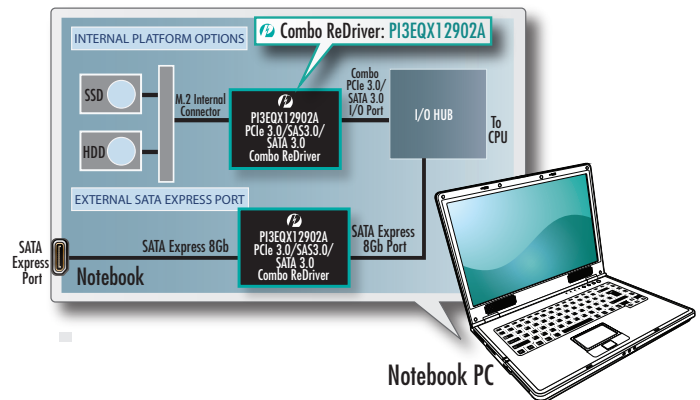 INTERNAL PLATFORM OPTIONS
Combo ReDriver: PI3EQX12902A
SSD
HDD
M.2 Internal
Connector
PI3EQX12902A
PCIe 3.0/SAS3.0/
SATA 3.0
Combo ReDriver
Combo
PCIe 3.0/
SATA 3.0
I/O Port
I/O HUB
To
CPU
EXTERNAL SATA EXPRESS PORT
SATA
Express
Port
SATA Express 8Gb
PI3EQX12902A
PCIe 3.0/SAS3.0/
SATA 3.0
Combo ReDriver
SATA Express
8Gb Port
Notebook
Notebook PC